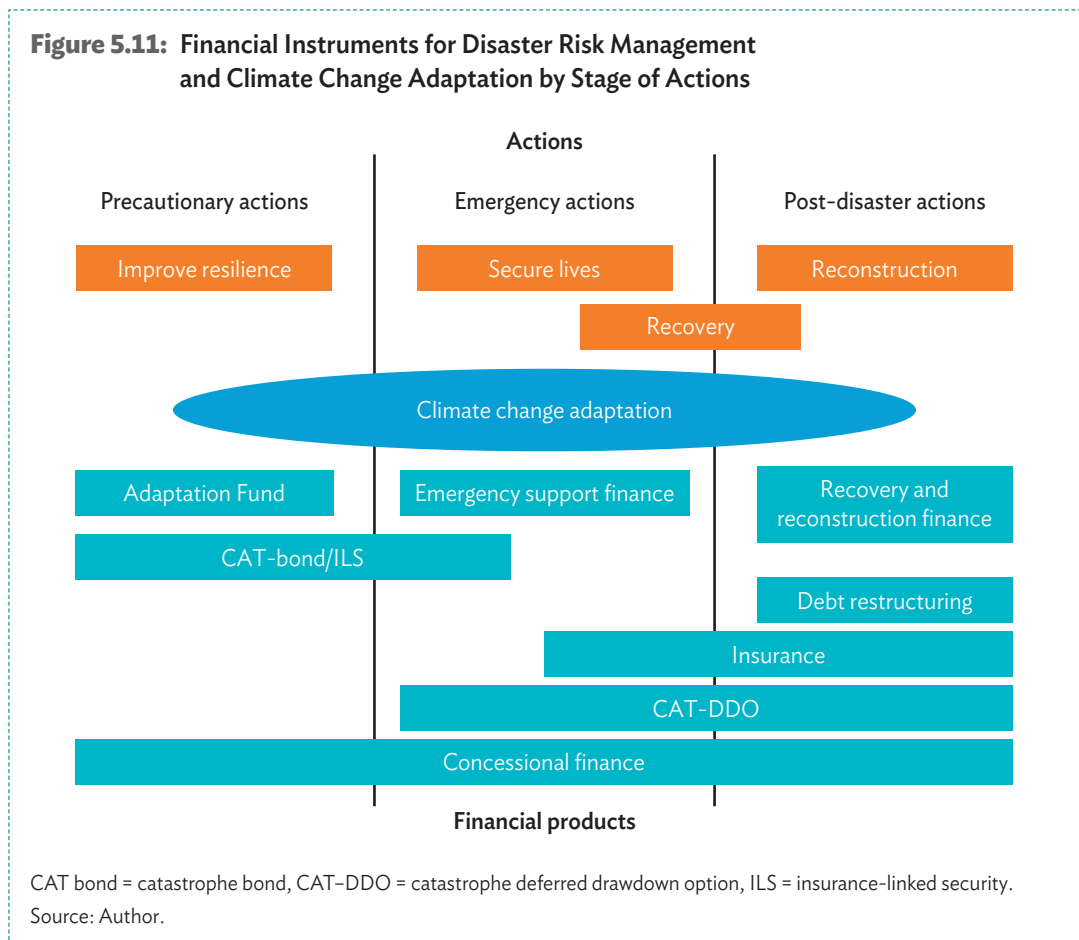 Figure 5.11: Financial Instruments for Disaster Risk Management
and Climate Change Adaptation by Stage of Actions
Actions
Precautionary actions
Emergency actions
Post-disaster actions
Improve resilience
Secure lives
Reconstruction
Recovery
Climate change adaptation
Adaptation Fund
Emergency support finance
Recovery and
reconstruction finance
CAT-bond/ILS
Debt restructuring
Insurance
CAT-DDO
Concessional finance
Financial products
CAT bond = catastrophe bond, CAT–DDO = catastrophe deferred drawdown option, ILS = insurance-linked security.
Source: Author.